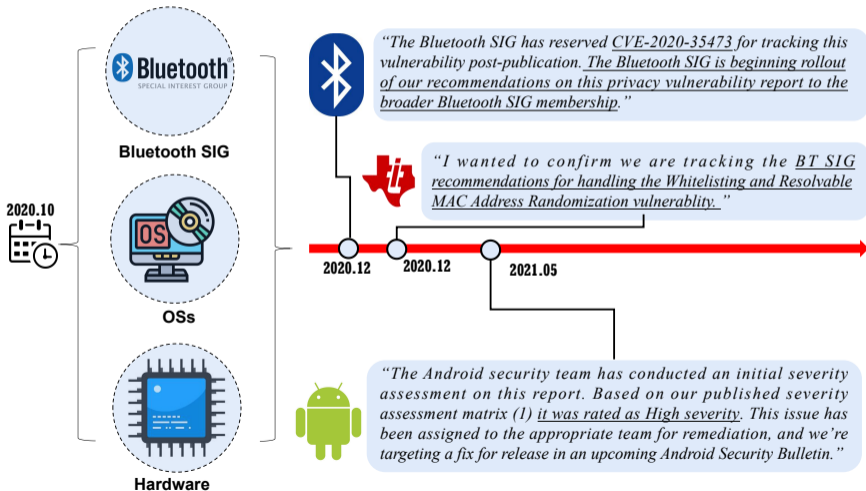 2020.10
Bluetooth®
SPECIAL INTEREST GROUP
Bluetooth SIG
OS
OSs
Hardware
“The Bluetooth SIG has reserved CVE-2020-35473 for tracking this
vulnerability post-publication. The Bluetooth SIG is beginning rollout
of our recommendations on this privacy vulnerability report to the
broader Bluetooth SIG membership.”
“I wanted to confirm we are tracking the BT SIG
recommendations for handling the Whitelisting and Resolvable
MAC Address Randomization vulnerablity. ”
2020.12
2020.12
2021.05
“The Android security team has conducted an initial severity
assessment on this report. Based on our published severity
assessment matrix (1) it was rated as High severity. This issue has
been assigned to the appropriate team for remediation, and we’re
targeting a fix for release in an upcoming Android Security Bulletin.”